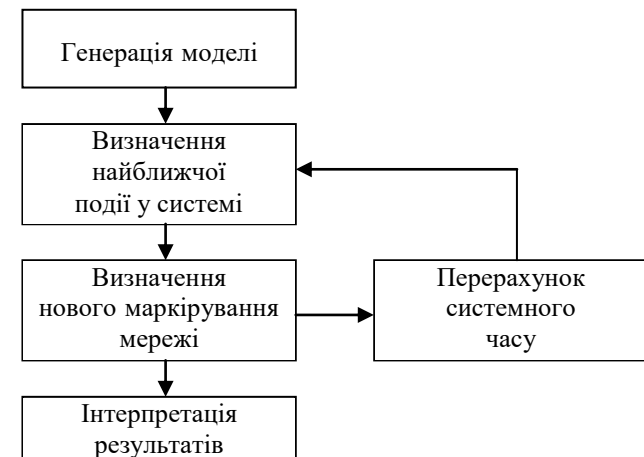 Генерація моделі
Визначення
найближчої
події у системі
Визначення
нового маркірування
мережі
Перерахунок
системного
часу
Інтерпретація
результатів